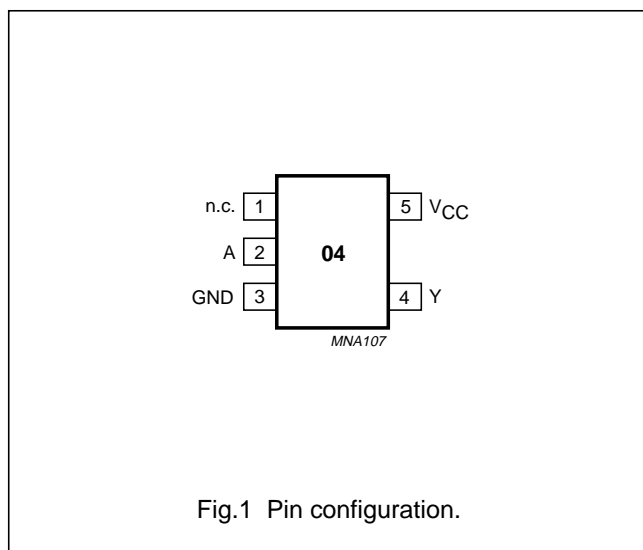 n.c. 1 5 VCC
A 2 04
GND 3 4 Y
MNA107
Fig.1 Pin configuration.